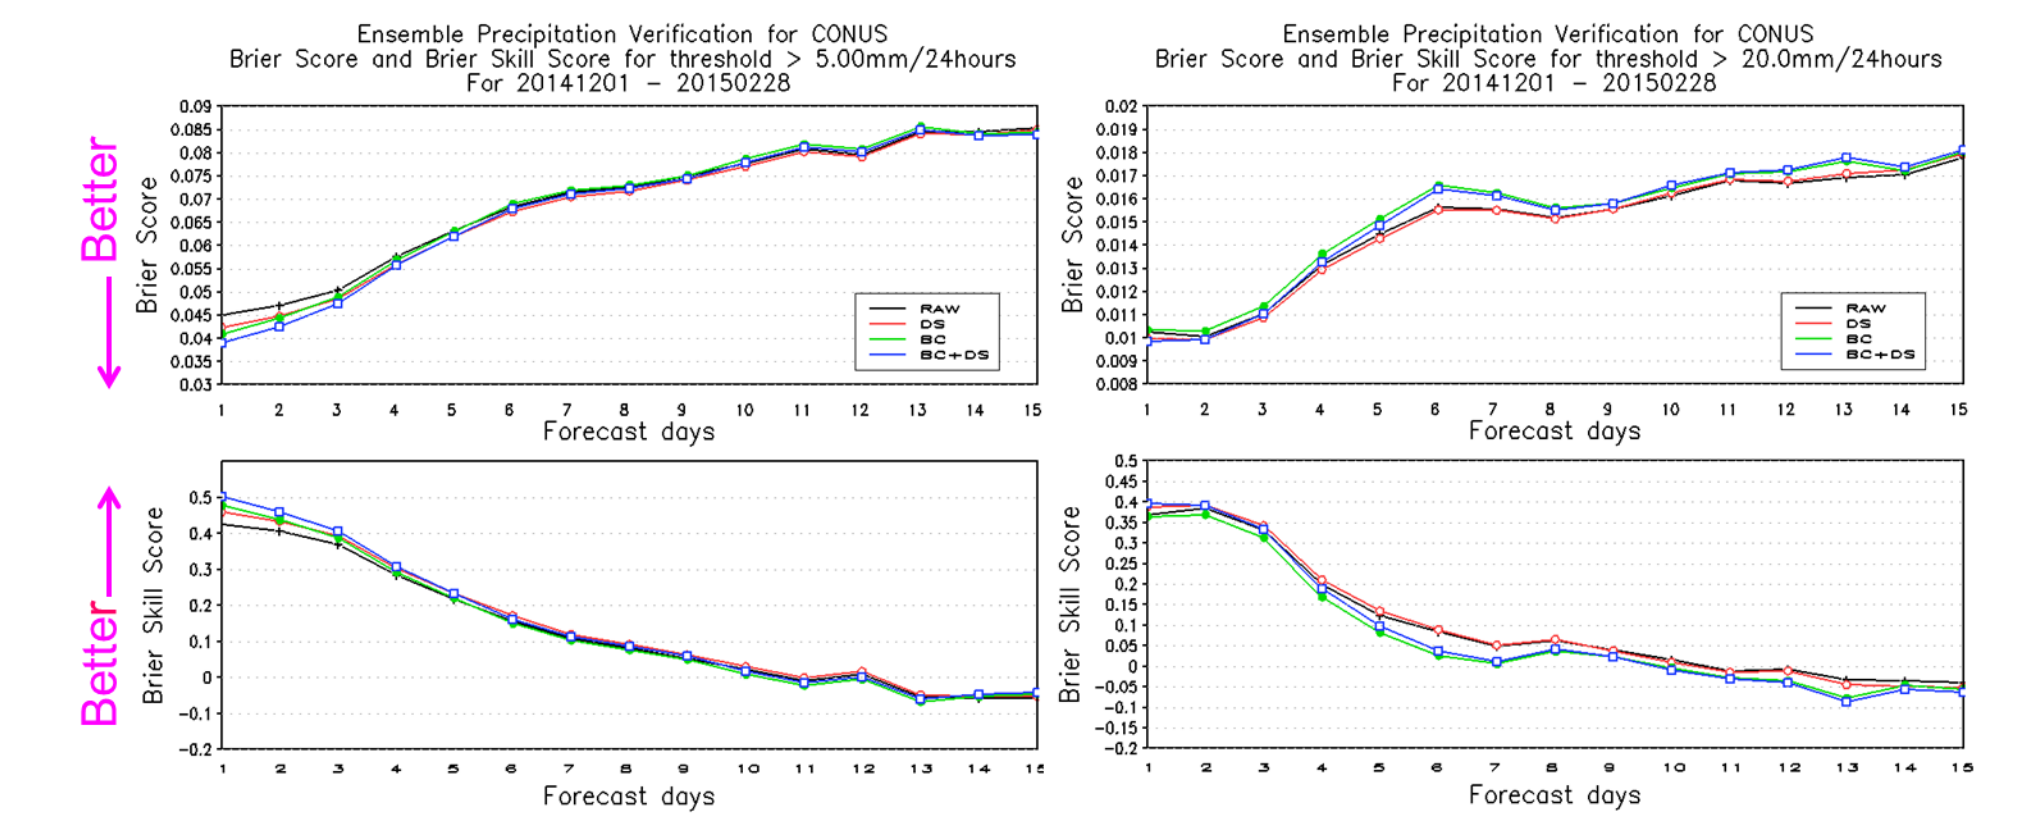 Ensemble Precipitation Verification for CONUS
Brier Score and Brier Skill Score for threshold > 5.00mm/24hours
For 20141201 – 20150228
Better
Brier Score
0.09
0.085
0.08
0.075
0.07
0.065
0.06
0.055
0.05
0.045
0.04
0.035
0.03
RAW
DS
BC
BC+DS
1 2 3 4 5 6 7 8 9 10 11 12 13 14 15
Forecast days
Ensemble Precipitation Verification for CONUS
Brier Score and Brier Skill Score for threshold > 20.0mm/24hours
For 20141201 – 20150228
Brier Score
0.02
0.019
0.018
0.017
0.016
0.015
0.014
0.013
0.012
0.011
0.01
0.009
0.008
RAW
DS
BC
BC+DS
1 2 3 4 5 6 7 8 9 10 11 12 13 14 15
Forecast days
Better
Brier Skill Score
0.5
0.4
0.3
0.2
0.1
0
−0.1
−0.2
1 2 3 4 5 6 7 8 9 10 11 12 13 14 15
Forecast days
Brier Skill Score
0.5
0.45
0.4
0.35
0.3
0.25
0.2
0.15
0.1
0.05
0
−0.05
−0.1
−0.15
−0.2
1 2 3 4 5 6 7 8 9 10 11 12 13 14 15
Forecast days